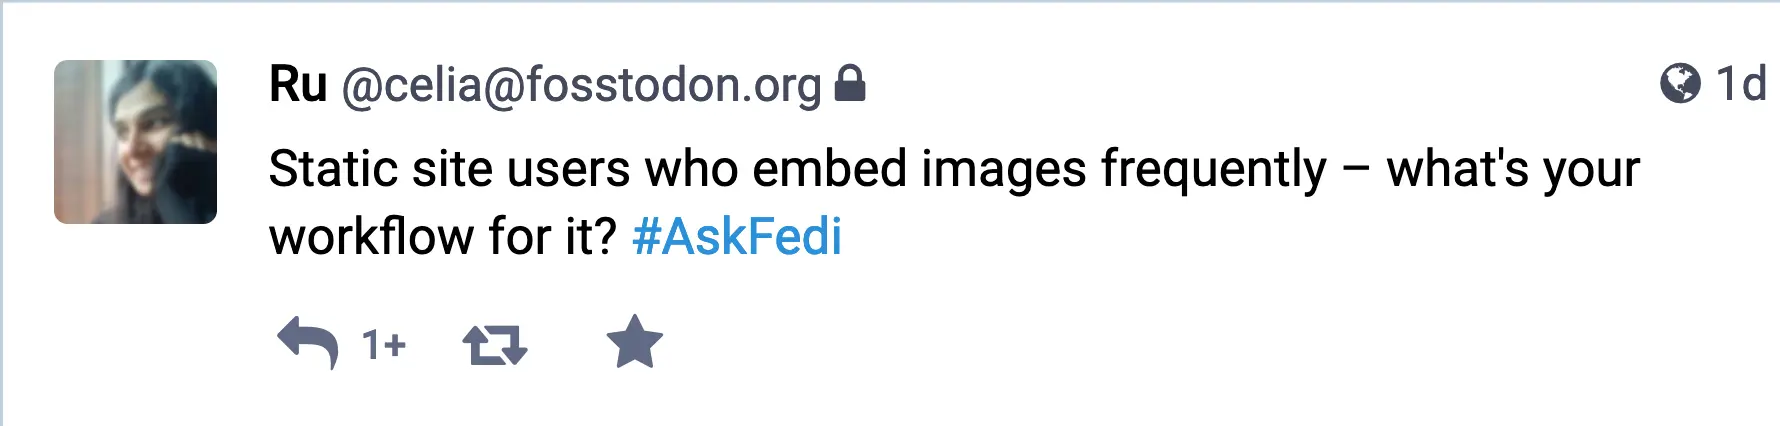 Ru @celia@fosstodon.org 1d
Static site users who embed images frequently – what's your
workflow for it? #AskFedi
1+